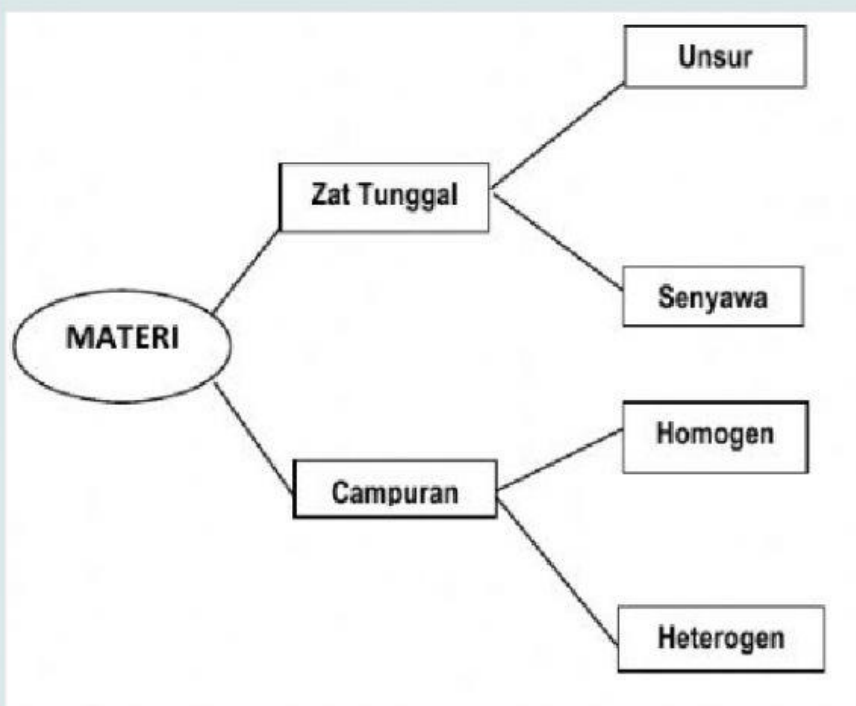 Unsur
Zat Tunggal
Senyawa
MATERI
Homogen
Campuran
Heterogen